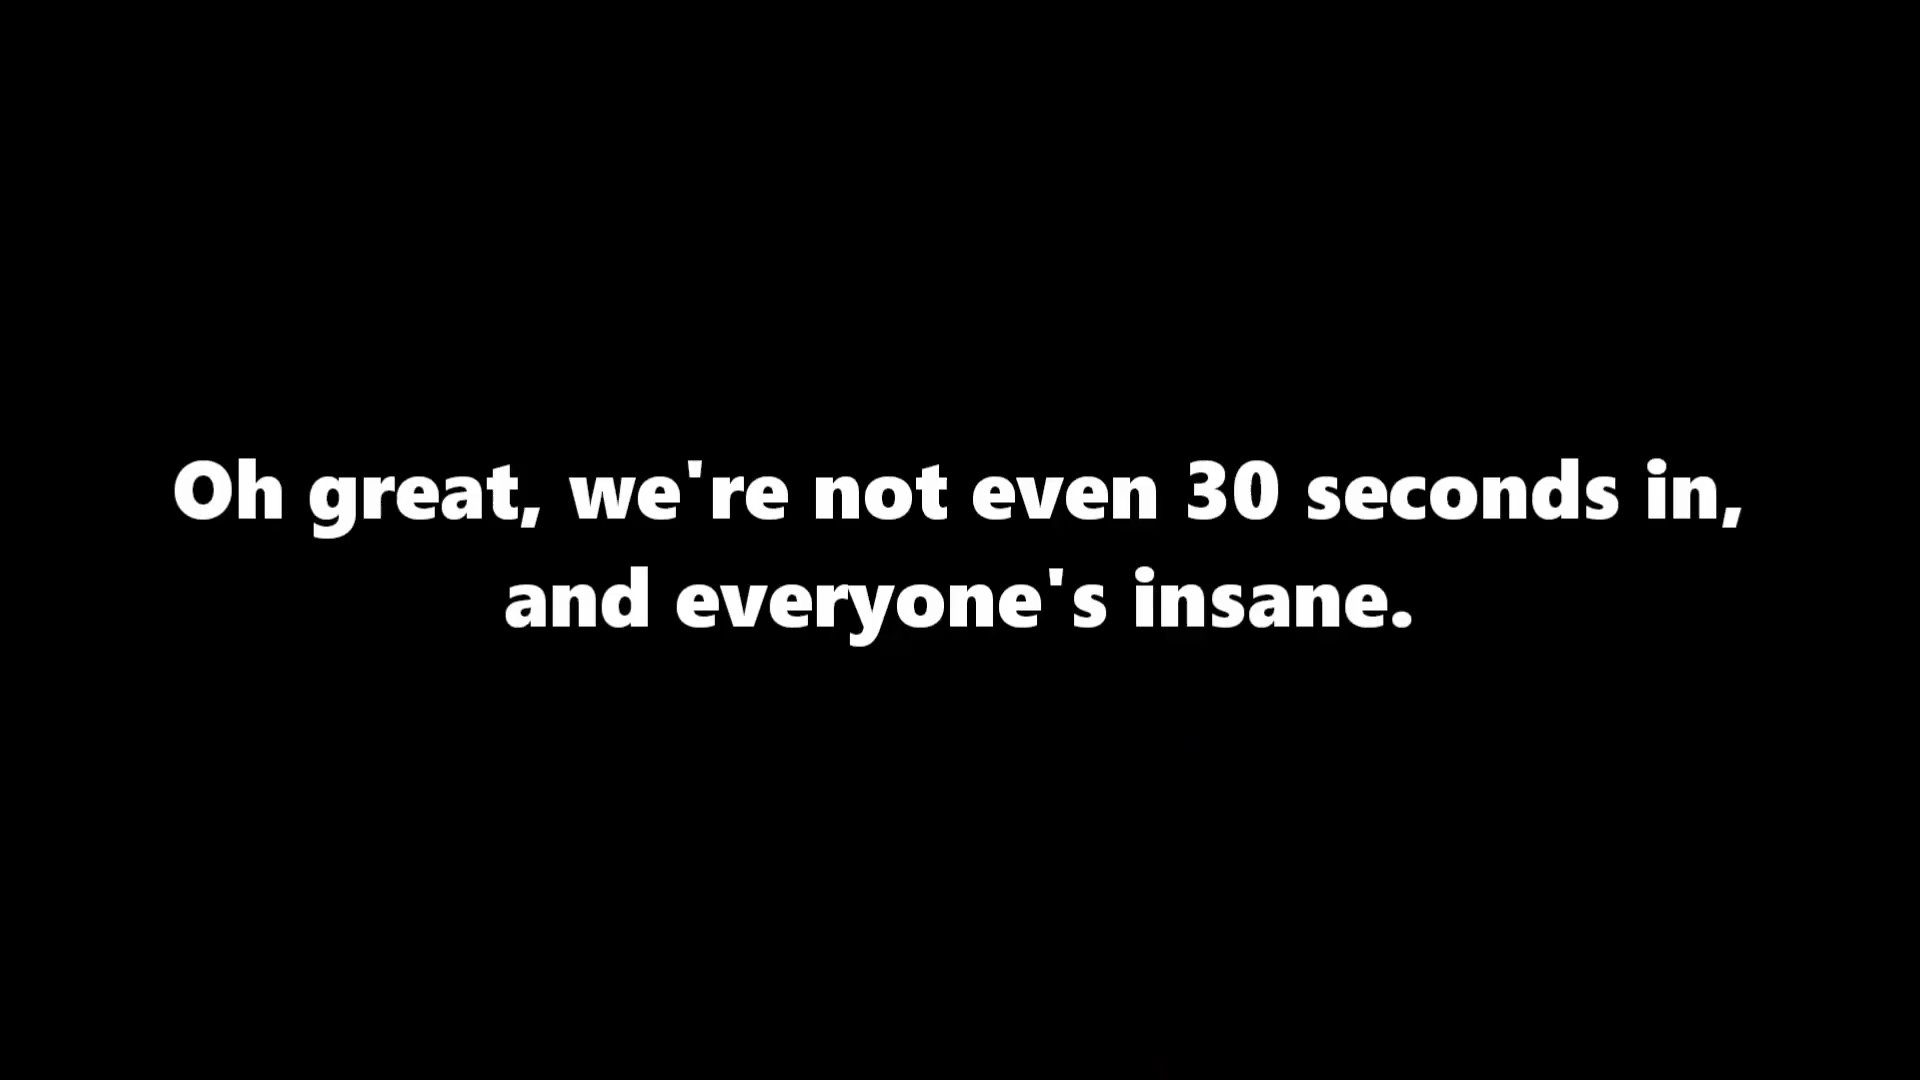 Oh great, we're not even 30 seconds in,
and everyone's insane.